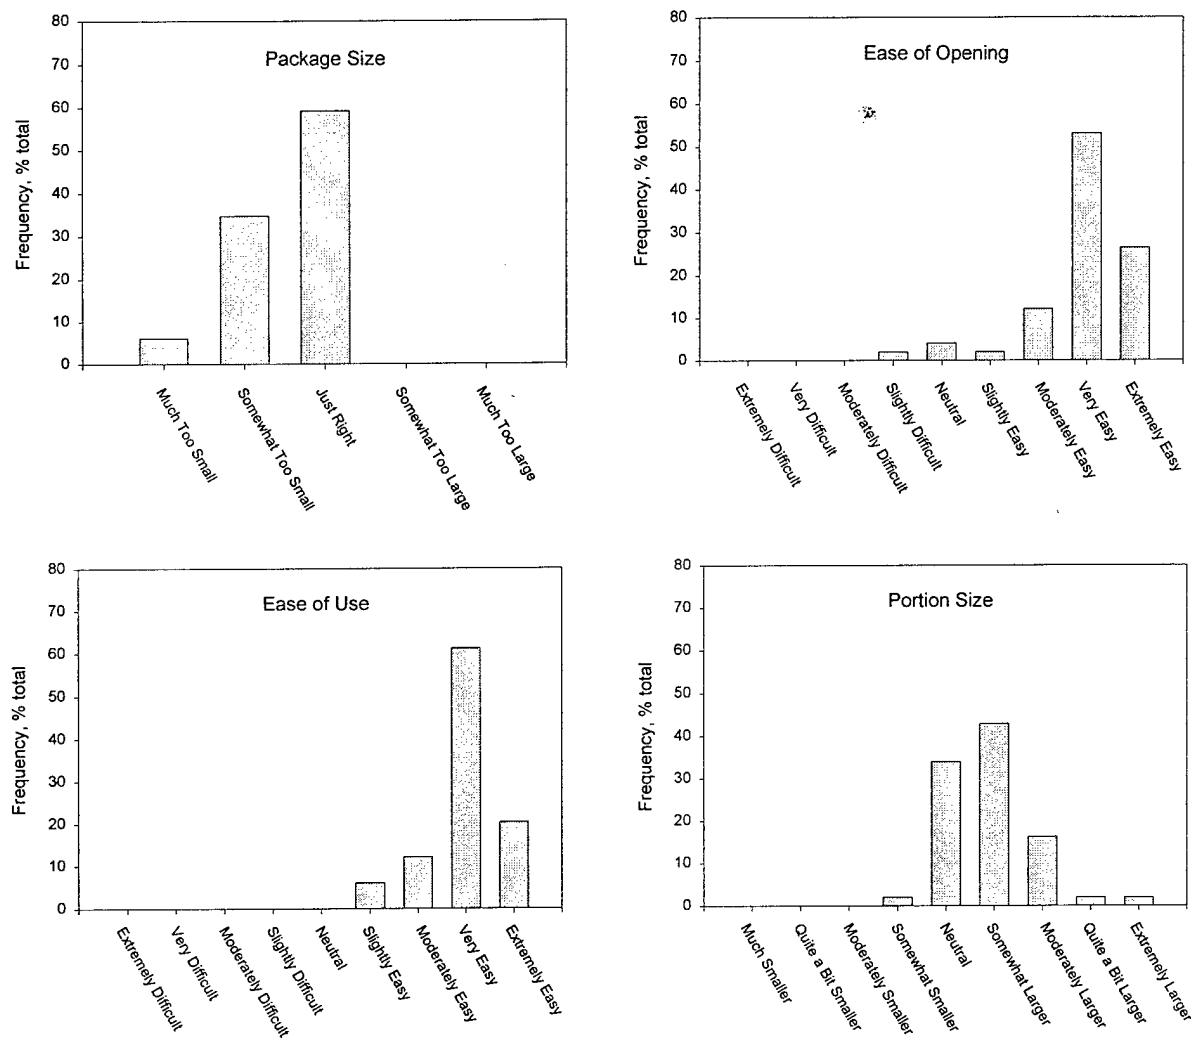 Package Size
Frequency, % total
80
70
60
50
40
30
20
10
0
Much Too Small
Somewhat Too Small
Just Right
Somewhat Too Large
Much Too Large
Ease of Opening
Frequency, % total
80
70
60
50
40
30
20
10
0
Extremely Difficult
Very Difficult
Moderately Difficult
Slightly Difficult
Neutral
Slightly Easy
Moderately Easy
Very Easy
Extremely Easy
Ease of Use
Frequency, % total
80
70
60
50
40
30
20
10
0
Extremely Difficult
Very Difficult
Moderately Difficult
Slightly Difficult
Neutral
Slightly Easy
Moderately Easy
Very Easy
Extremely Easy
Portion Size
Frequency, % total
80
70
60
50
40
30
20
10
0
Much Smaller
Quite a Bit Smaller
Moderately Smaller
Somewhat Smaller
Neutral
Somewhat Larger
Moderately Larger
Quite a Bit Larger
Extremely Larger